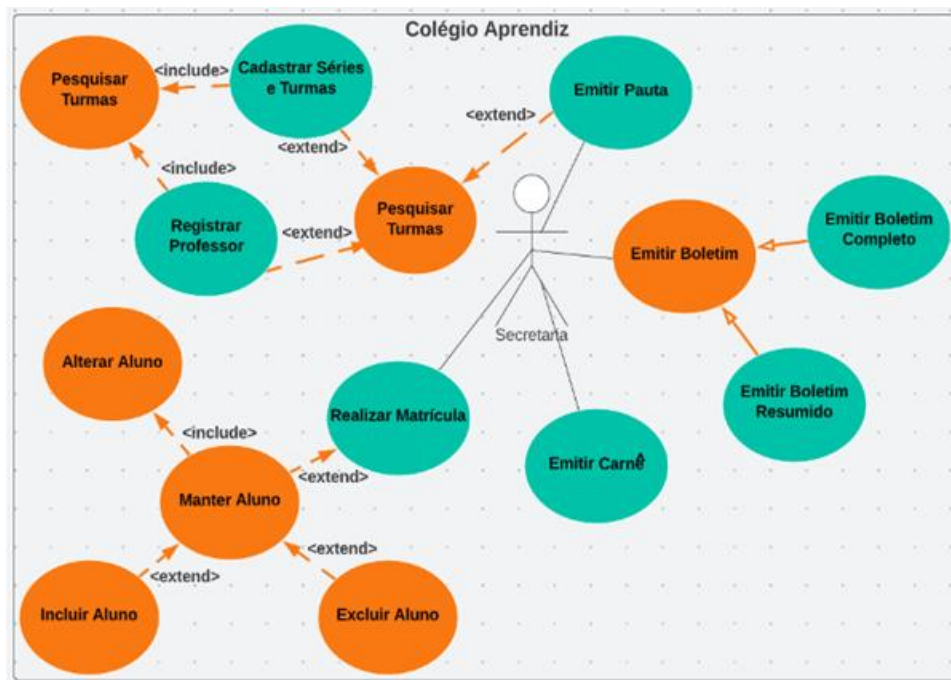 Colégio Aprendiz
Pesquisar
Turmas
<include>
Cadastrar Séries
e Turmas
<extend>
Emitir Pauta
<extend>
<include>
Registrar
Professor
<extend>
Pesquisar
Turmas
Secretaria
Emitir Boletim
Emitir Boletim
Completo
Emitir Boletim
Resumido
Alterar Aluno
<include>
Realizar Matrícula
<extend>
Manter Aluno
Emitir Carnê
<extend>
<extend>
Incluir Aluno
Excluir Aluno